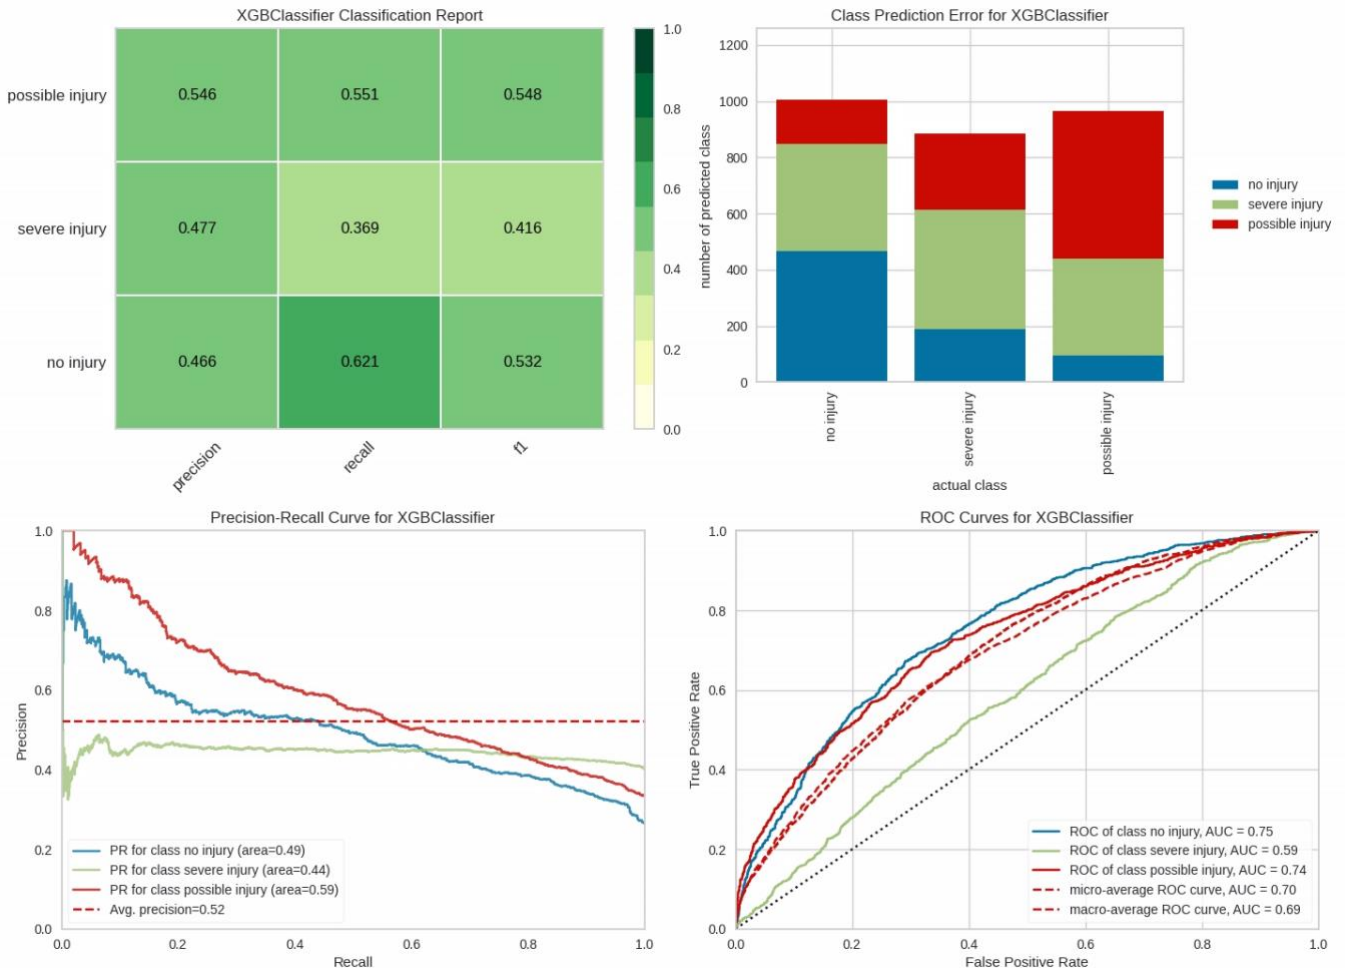 XGBClassifier Classification Report
possible injury
0.546 0.551 0.548
severe injury
0.477 0.369 0.416
no injury
0.466 0.621 0.532
precision
recall
f1
1.0
0.8
0.6
0.4
0.2
0.0
Class Prediction Error for XGBClassifier
number of predicted class
1200
1000
800
600
400
200
0
no injury
severe injury
possible injury
actual class
no injury
severe injury
possible injury
Precision-Recall Curve for XGBClassifier
Precision
1.0
0.8
0.6
0.4
0.2
0.0
PR for class no injury (area=0.49)
PR for class severe injury (area=0.44)
PR for class possible injury (area=0.59)
Avg. precision=0.52
0.0 0.2 0.4 0.6 0.8 1.0
Recall
ROC Curves for XGBClassifier
True Positive Rate
1.0
0.8
0.6
0.4
0.2
0.0
ROC of class no injury, AUC = 0.75
ROC of class severe injury, AUC = 0.59
ROC of class possible injury, AUC = 0.74
micro-average ROC curve, AUC = 0.70
macro-average ROC curve, AUC = 0.69
0.0 0.2 0.4 0.6 0.8 1.0
False Positive Rate